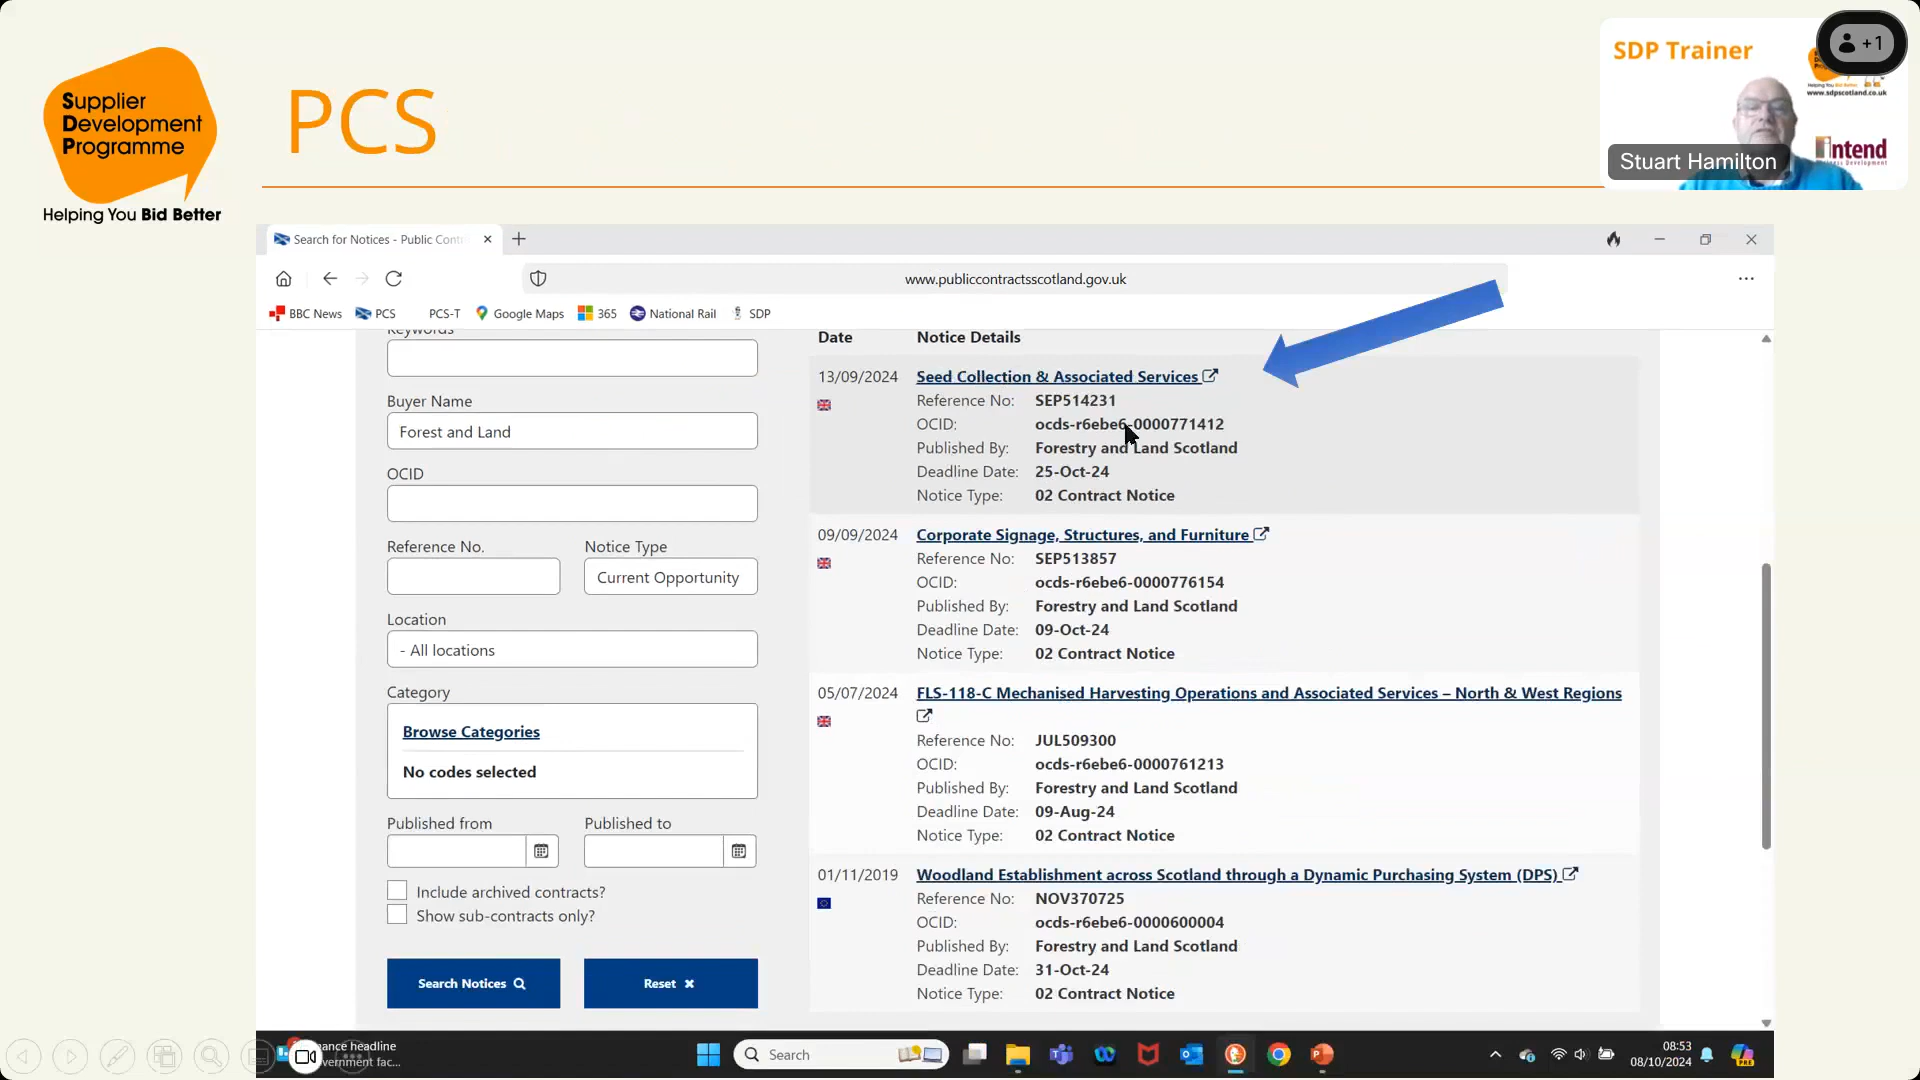 Supplier
Development
Programme
Helping You Bid Better
PCS
SDP Trainer
+1
www.sdpscotland.co.uk
intend
Stuart Hamilton
Search for Notices - Public Cont
www.publiccontractsscotland.gov.uk
BBC News
PCS
PCS-T
Google Maps
365
National Rail
SDP
Keywords
Buyer Name
Forest and Land
OCID
Reference No.
Notice Type
Current Opportunity
Location
- All locations
Category
Browse Categories
No codes selected
Published from
Published to
Include archived contracts?
Show sub-contracts only?
Search Notices
Reset
Date
Notice Details
13/09/2024
Seed Collection & Associated Services
Reference No: SEP514231
OCID: ocds-r6ebe6-0000771412
Published By: Forestry and Land Scotland
Deadline Date: 25-Oct-24
Notice Type: 02 Contract Notice
09/09/2024
Corporate Signage, Structures, and Furniture
Reference No: SEP513857
OCID: ocds-r6ebe6-0000776154
Published By: Forestry and Land Scotland
Deadline Date: 09-Oct-24
Notice Type: 02 Contract Notice
05/07/2024
FLS-118-C Mechanised Harvesting Operations and Associated Services – North & West Regions
Reference No: JUL509300
OCID: ocds-r6ebe6-0000761213
Published By: Forestry and Land Scotland
Deadline Date: 09-Aug-24
Notice Type: 02 Contract Notice
01/11/2019
Woodland Establishment across Scotland through a Dynamic Purchasing System (DPS)
Reference No: NOV370725
OCID: ocds-r6ebe6-0000600004
Published By: Forestry and Land Scotland
Deadline Date: 31-Oct-24
Notice Type: 02 Contract Notice
headline
fac...
Search
08:53
08/10/2024